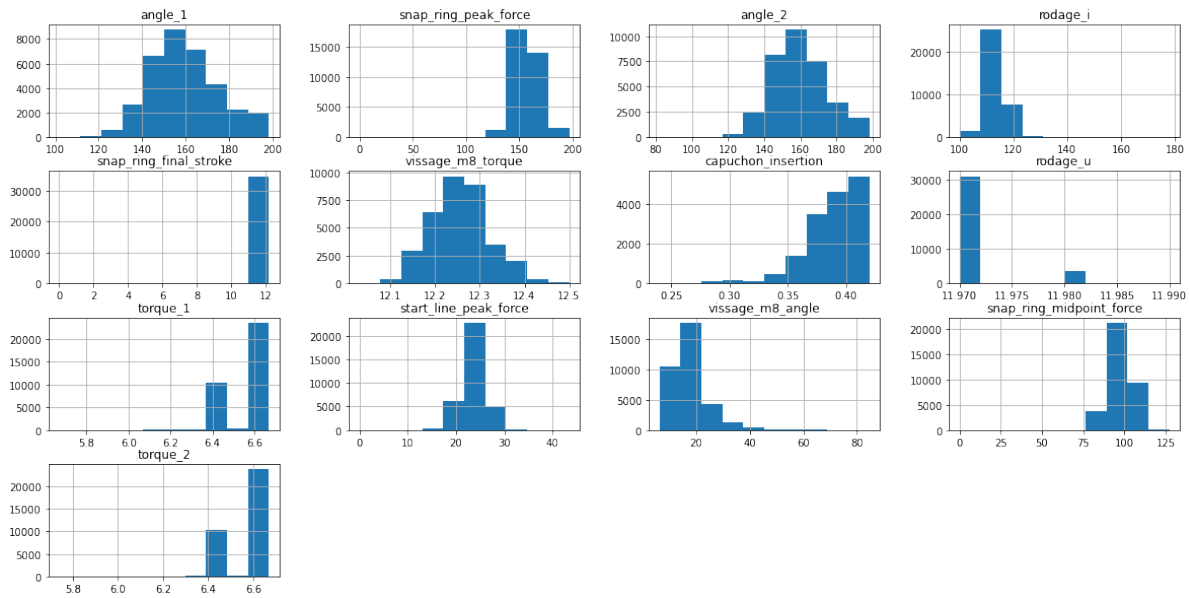 angle_1
8000
6000
4000
2000
0
100 120 140 160 180 200
snap_ring_peak_force
15000
10000
5000
0
0 50 100 150 200
angle_2
10000
7500
5000
2500
0
80 100 120 140 160 180 200
rodage_i
20000
10000
0
100 120 140 160 180
snap_ring_final_stroke
30000
20000
10000
0
0 2 4 6 8 10 12
vissage_m8_torque
10000
7500
5000
2500
0
12.1 12.2 12.3 12.4 12.5
capuchon_insertion
4000
2000
0
0.25 0.30 0.35 0.40
rodage_u
30000
20000
10000
0
11.970 11.975 11.980 11.985 11.990
torque_1
20000
15000
10000
5000
0
5.8 6.0 6.2 6.4 6.6
start_line_peak_force
20000
15000
10000
5000
0
0 10 20 30 40
vissage_m8_angle
15000
10000
5000
0
20 40 60 80
snap_ring_midpoint_force
20000
15000
10000
5000
0
0 25 50 75 100 125
torque_2
20000
15000
10000
5000
0
5.8 6.0 6.2 6.4 6.6